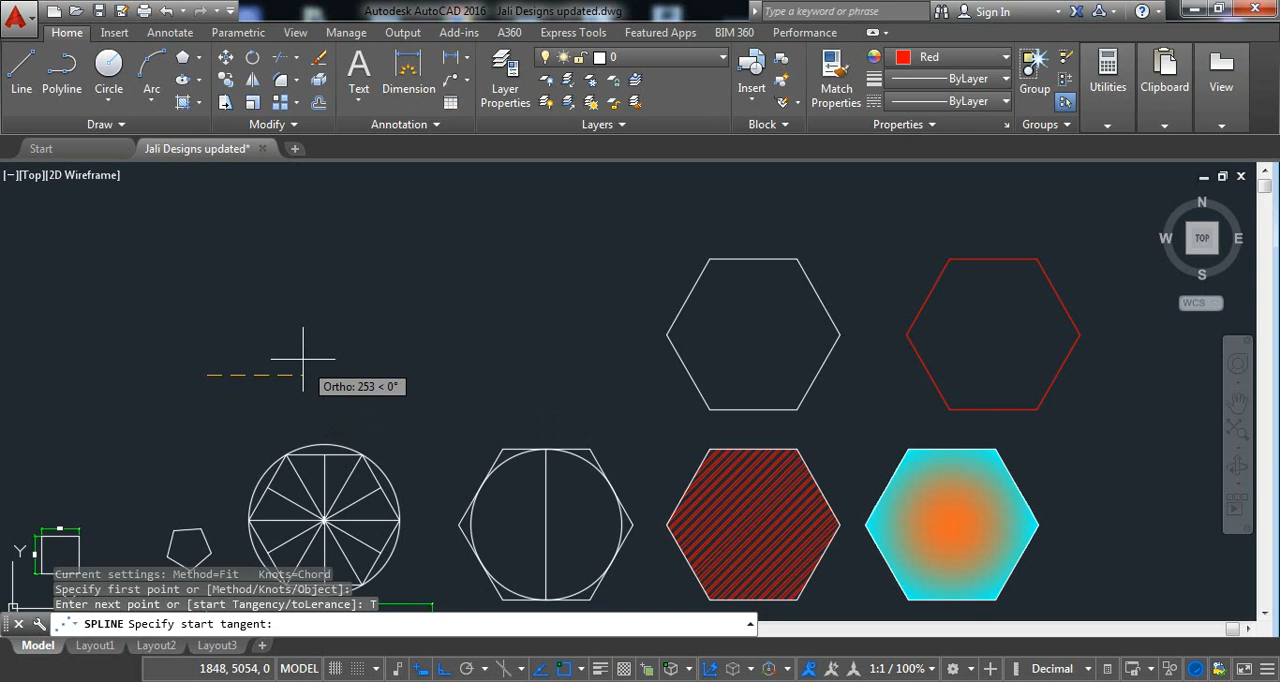 Autodesk AutoCAD 2016 Jali Designs updated.dwg
Type a keyword or phrase
Sign In
Home Insert Annotate Parametric View Manage Output Add-ins A360 Express Tools Featured Apps BIM 360 Performance
0
Red
ByLayer
ByLayer
Line Polyline Circle Arc Text Dimension Layer Properties Insert Match Properties Group Utilities Clipboard View
Draw Modify Annotation Layers Block Properties Groups
Start Jali Designs updated*
[−][Top][2D Wireframe]
N
W TOP E
S
WCS
Ortho: 253 < 0°
Y
Current settings: Method=Fit Knots=Chord
Specify first point or [Method/Knots/Object]:
Enter next point or [start Tangency/toLerance]: T
SPLINE Specify start tangent:
Model Layout1 Layout2 Layout3
1848, 5054, 0 MODEL 1:1 / 100% Decimal